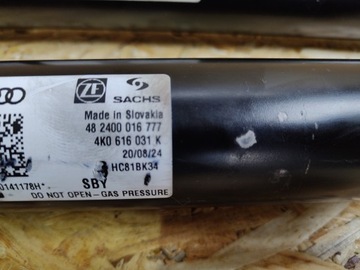 ZF SACHS
Made in Slovakia
48 2400 016 777
4K0 616 031 K
20/08/24
HC81BK34
0141178H*
SBY
DO NOT OPEN-GAS PRESSURE